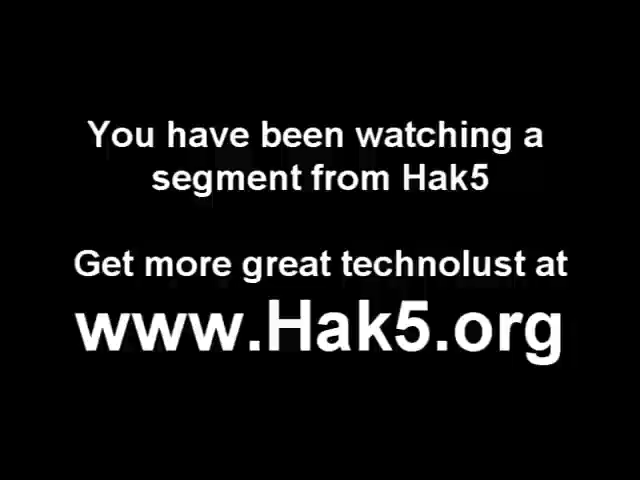 You have been watching a
segment from Hak5
Get more great technolust at
www.Hak5.org